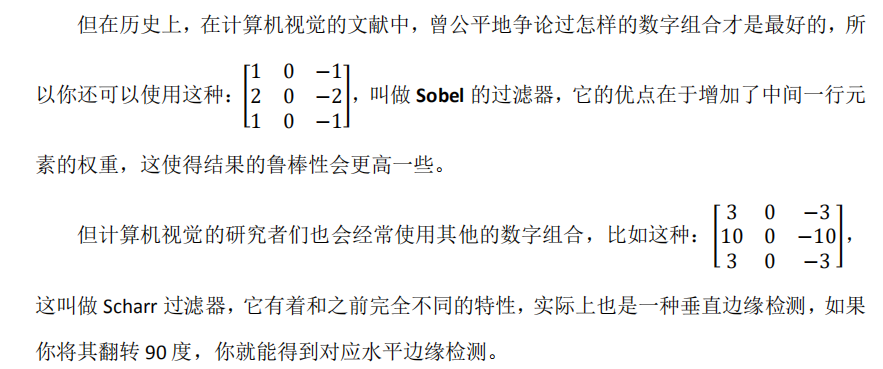 但在历史上，在计算机视觉的文献中，曾公平地争论过怎样的数字组合才是最好的，所
以你还可以使用这种：[1 0 −1
2 0 −2
1 0 −1]，叫做 Sobel 的过滤器，它的优点在于增加了中间一行元
素的权重，这使得结果的鲁棒性会更高一些。
但计算机视觉的研究者们也会经常使用其他的数字组合，比如这种：[3 0 −3
10 0 −10
3 0 −3]，
这叫做 Scharr 过滤器，它有着和之前完全不同的特性，实际上也是一种垂直边缘检测，如果
你将其翻转 90 度，你就能得到对应水平边缘检测。